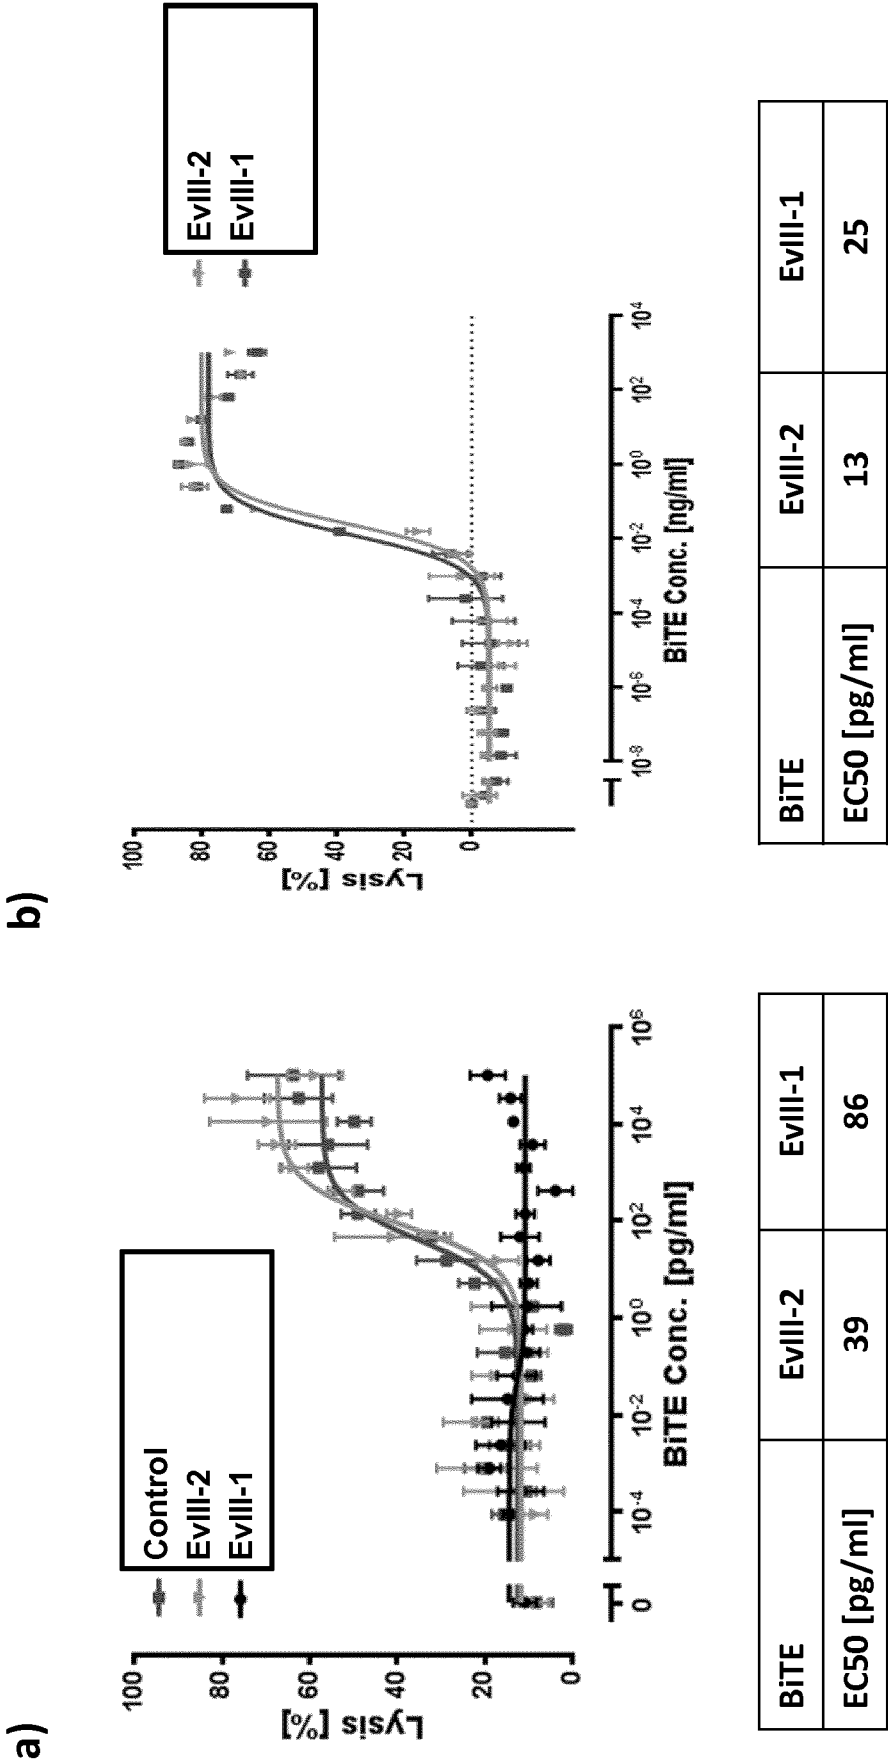 a)
Control
EvIII-2
EvIII-1
Lysis [%]
100
80
60
40
20
0
0
10-4
10-2
100
102
104
106
BiTE Conc. [pg/ml]
BiTE
EvIII-2
EvIII-1
EC50 [pg/ml]
39
86
b)
EvIII-2
EvIII-1
Lysis [%]
100
80
60
40
20
0
10-8
10-6
10-4
10-2
100
102
104
BiTE Conc. [ng/ml]
BiTE
EvIII-2
EvIII-1
EC50 [pg/ml]
13
25